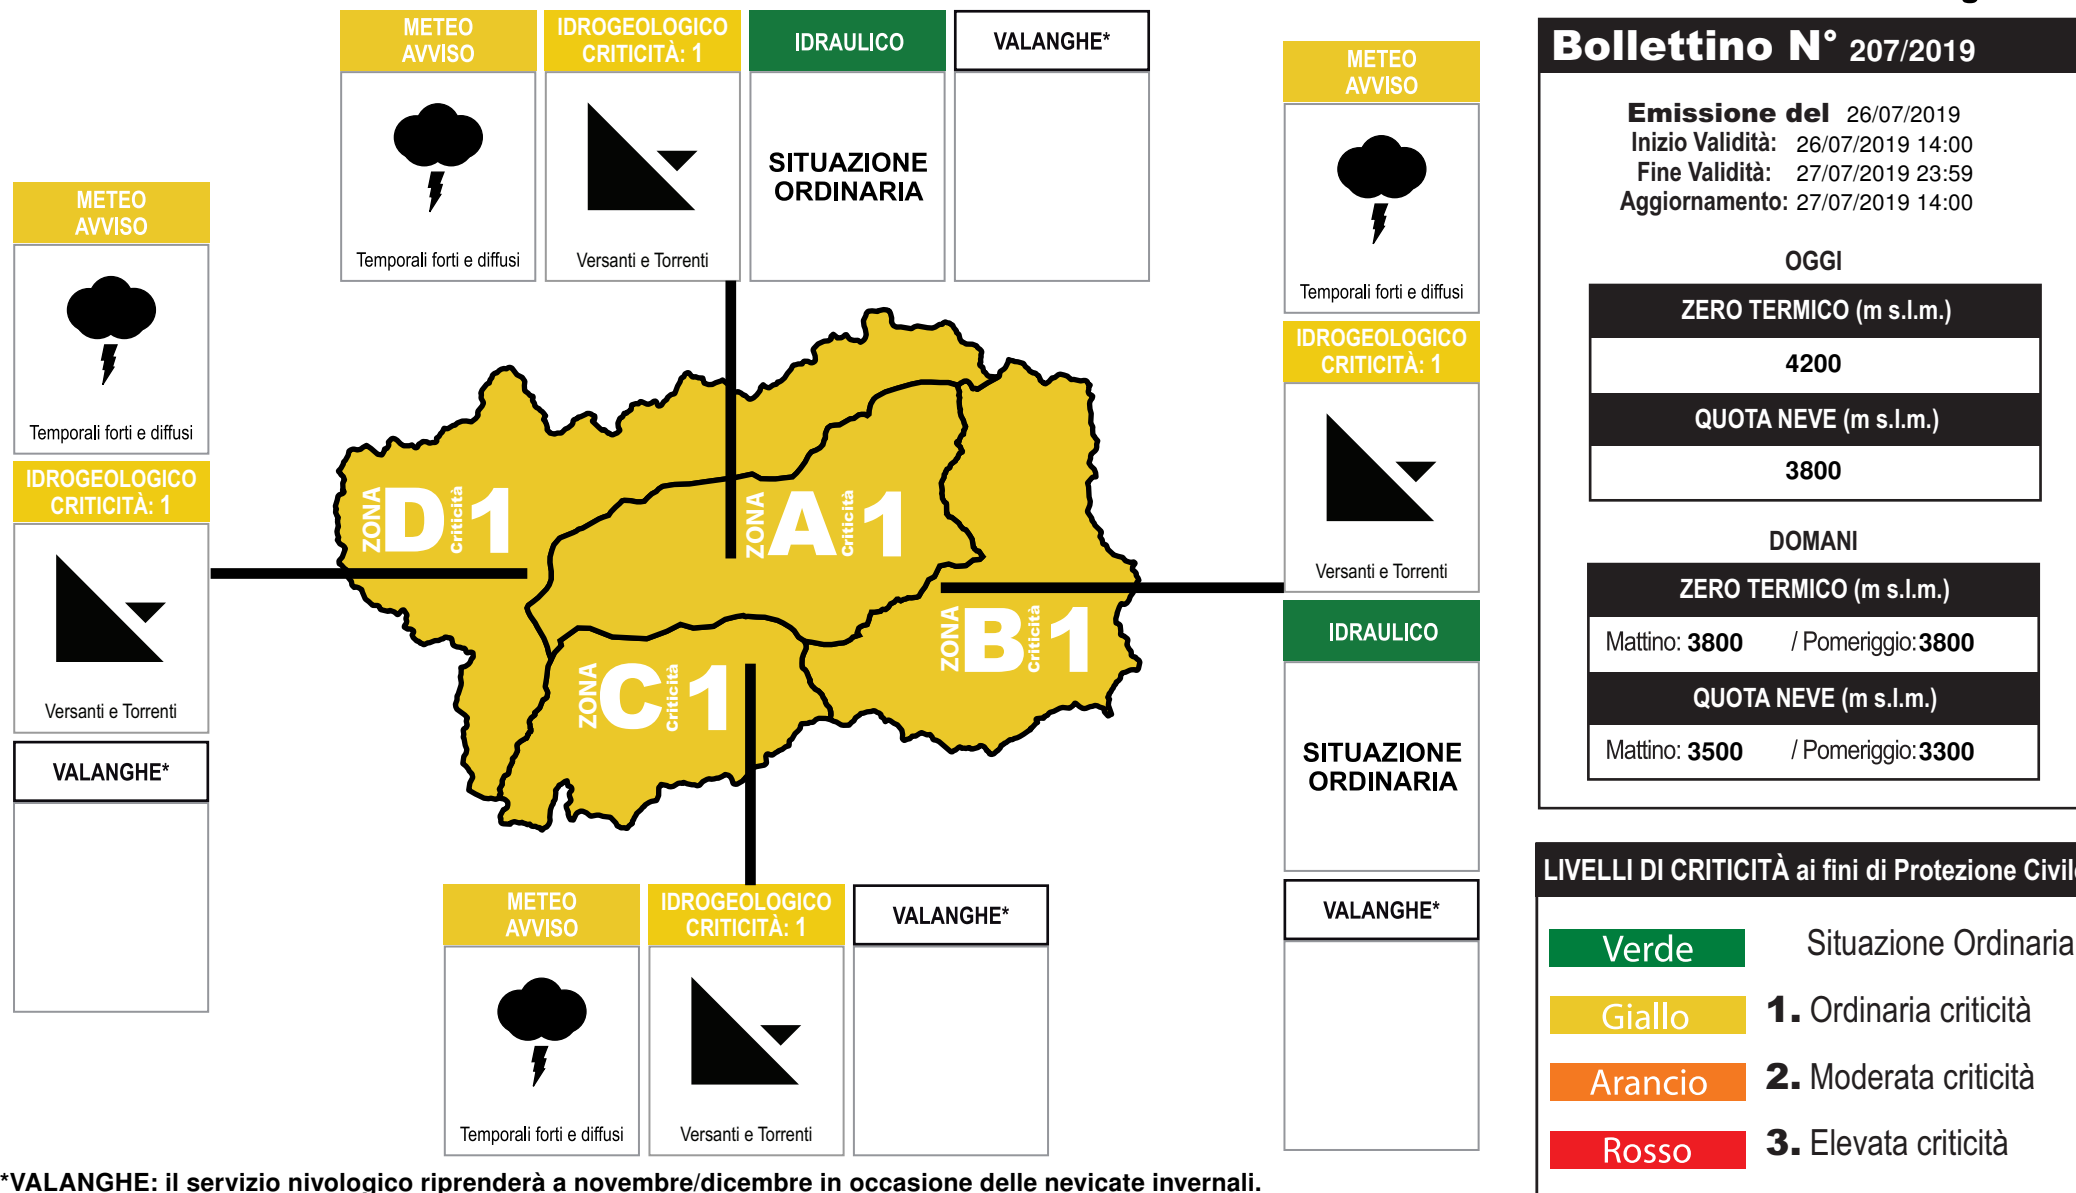 METEO
AVVISO
Temporali forti e diffusi
IDROGEOLOGICO
CRITICITÀ: 1
Versanti e Torrenti
IDRAULICO
SITUAZIONE
ORDINARIA
VALANGHE*
METEO
AVVISO
Temporali forti e diffusi
IDROGEOLOGICO
CRITICITÀ: 1
Versanti e Torrenti
VALANGHE*
METEO
AVVISO
Temporali forti e diffusi
IDROGEOLOGICO
CRITICITÀ: 1
Versanti e Torrenti
IDRAULICO
SITUAZIONE
ORDINARIA
VALANGHE*
ZONA D Criticità 1
ZONA A Criticità 1
ZONA B Criticità 1
ZONA C Criticità 1
METEO
AVVISO
Temporali forti e diffusi
IDROGEOLOGICO
CRITICITÀ: 1
Versanti e Torrenti
VALANGHE*
*VALANGHE: il servizio nivologico riprenderà a novembre/dicembre in occasione delle nevicate invernali.
Bollettino N° 207/2019
Emissione del 26/07/2019
Inizio Validità: 26/07/2019 14:00
Fine Validità: 27/07/2019 23:59
Aggiornamento: 27/07/2019 14:00
OGGI
ZERO TERMICO (m s.l.m.)
4200
QUOTA NEVE (m s.l.m.)
3800
DOMANI
ZERO TERMICO (m s.l.m.)
Mattino: 3800 / Pomeriggio: 3800
QUOTA NEVE (m s.l.m.)
Mattino: 3500 / Pomeriggio: 3300
LIVELLI DI CRITICITÀ ai fini di Protezione Civile
Verde Situazione Ordinaria
Giallo 1. Ordinaria criticità
Arancio 2. Moderata criticità
Rosso 3. Elevata criticità